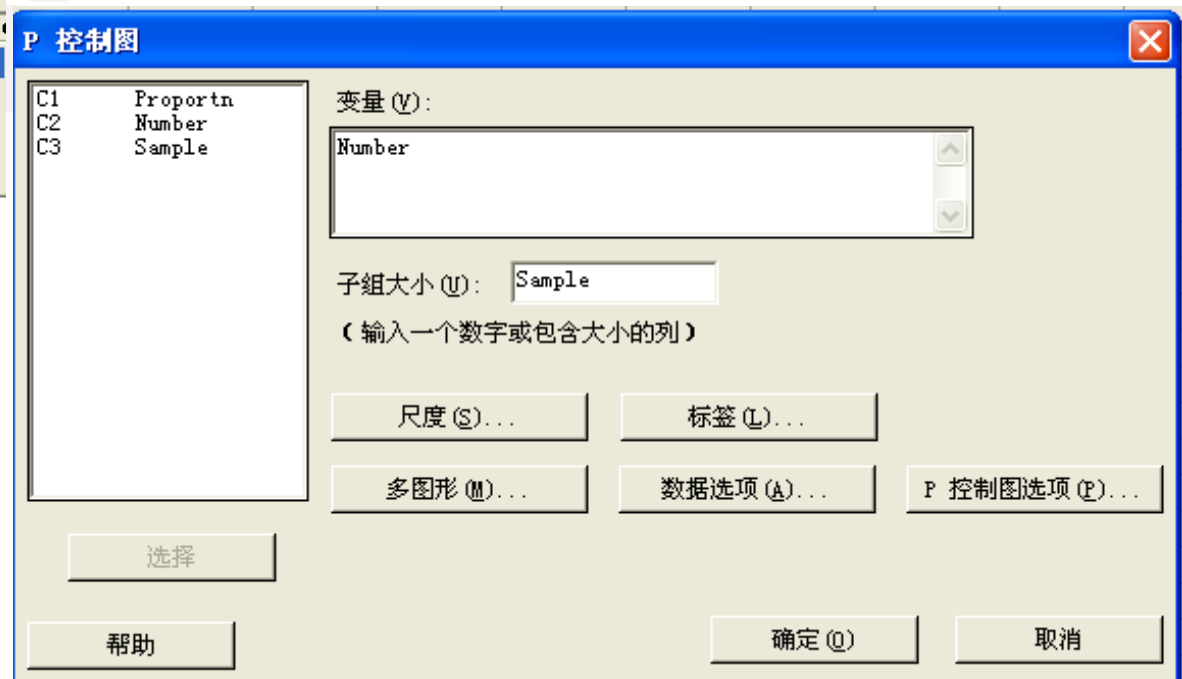 P 控制图
C1 Proportn
C2 Number
C3 Sample
变量(V):
Number
子组大小(U): Sample
(输入一个数字或包含大小的列)
尺度(S)... 标签(L)...
多图形(M)... 数据选项(A)... P 控制图选项(P)...
选择
帮助 确定(O) 取消